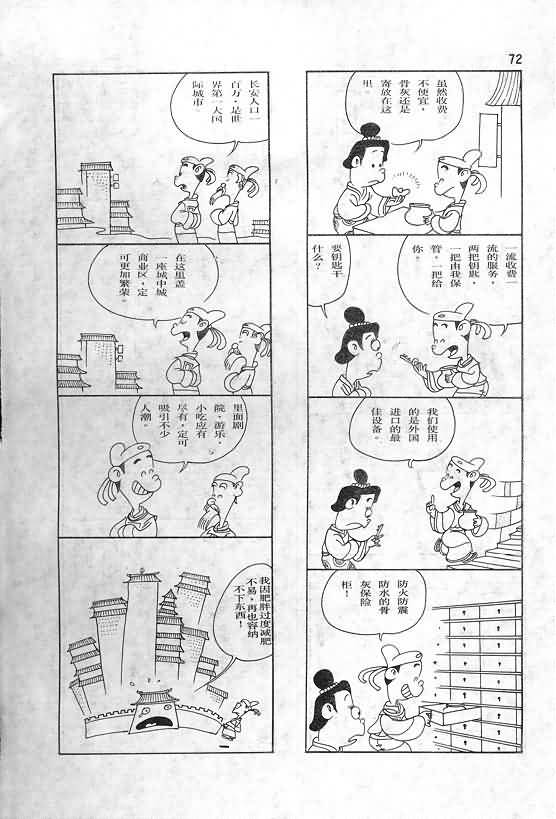 72
虽然收费
不便宜，
骨灰还是
寄放在这
里。
一流收费一
流的服务，
两把钥匙，
一把由我保
管。一把给
你。
要钥匙干
什么？
我们使用
的是外国
进口的最
佳设备。
防火防震
防水的骨
灰保险
柜！
长安人口
百万，是世
界第一大国
际城市。
在这里盖
一座城中城
商业区，定
可更加繁荣。
里面剧
院，游乐，
小吃应有
尽有，定可
吸引不少
人潮。
我因肥胖过度减肥
不易，再也容纳
不下东西！